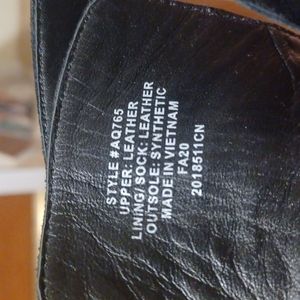 STYLE #AQ765
UPPER: LEATHER
LINING/SOCK: LEATHER
OUTSOLE: SYNTHETIC
MADE IN VIETNAM
FA20
2018511CN